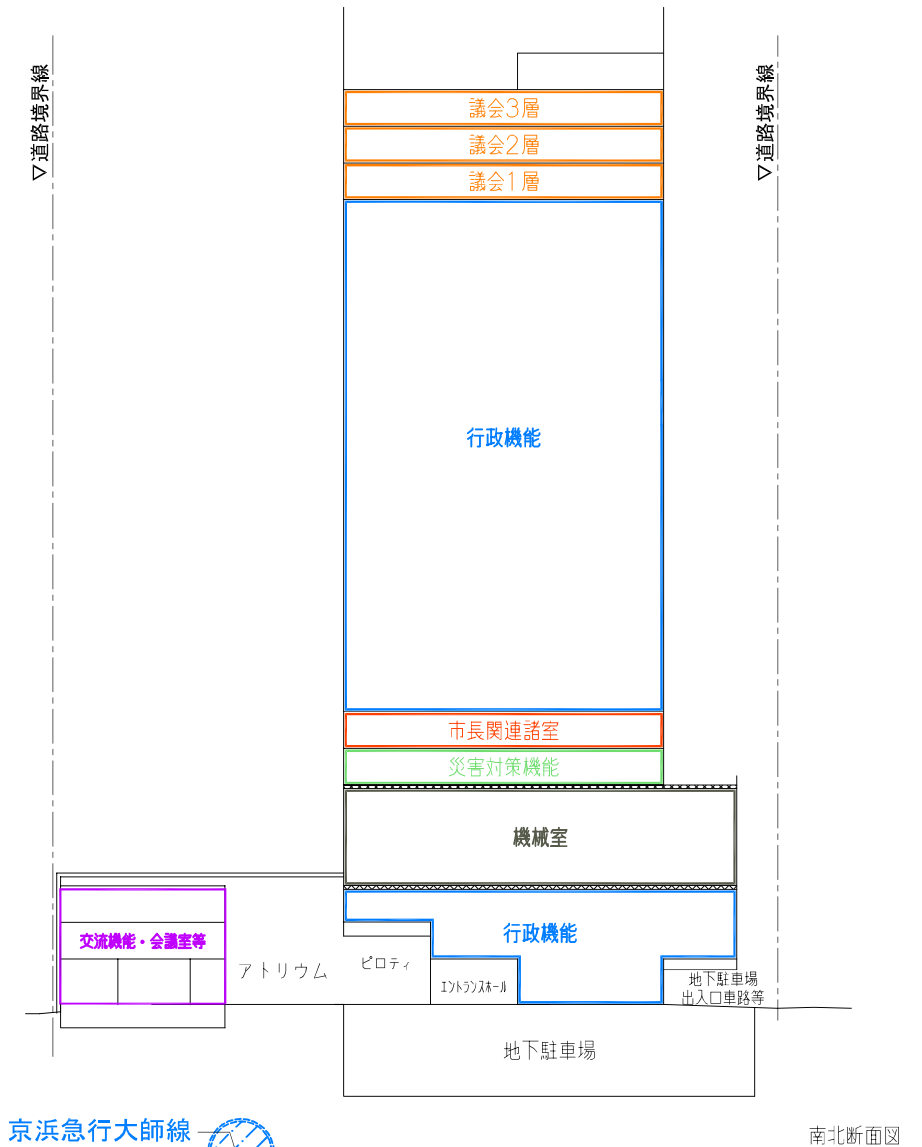 ▽道路境界線
▽道路境界線
議会3層
議会2層
議会1層
行政機能
市長関連諸室
災害対策機能
機械室
行政機能
交流機能・会議室等
アトリウム
ピロティ
エントランスホール
地下駐車場
出入口車路等
地下駐車場
京浜急行大師線
南北断面図